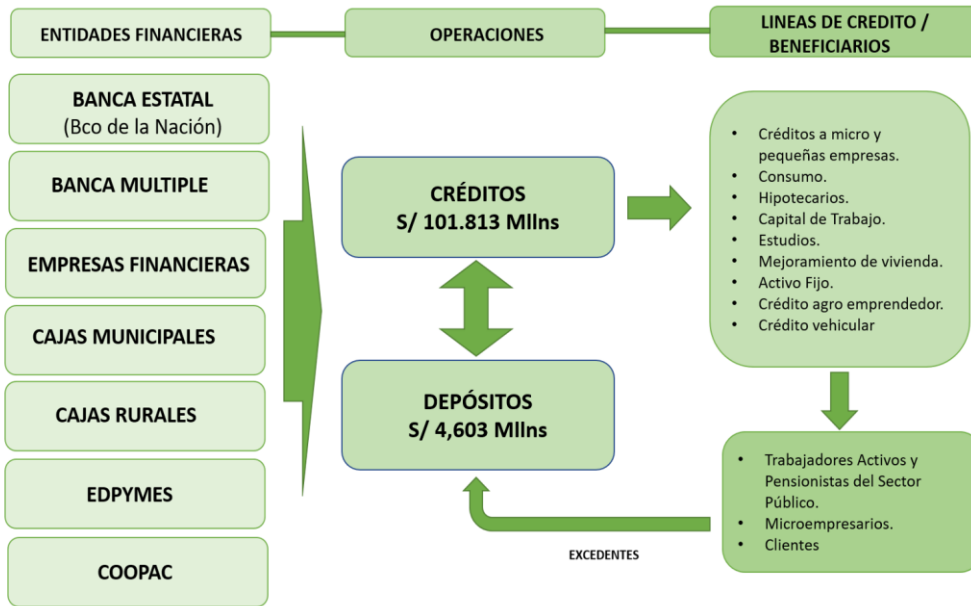 ENTIDADES FINANCIERAS
OPERACIONES
LINEAS DE CREDITO /
BENEFICIARIOS
BANCA ESTATAL
(Bco de la Nación)
BANCA MULTIPLE
EMPRESAS FINANCIERAS
CAJAS MUNICIPALES
CAJAS RURALES
EDPYMES
COOPAC
CRÉDITOS
S/ 101.813 Mllns
DEPÓSITOS
S/ 4,603 Mllns
• Créditos a micro y
pequeñas empresas.
• Consumo.
• Hipotecarios.
• Capital de Trabajo.
• Estudios.
• Mejoramiento de vivienda.
• Activo Fijo.
• Crédito agro emprendedor.
• Crédito vehicular
• Trabajadores Activos y
Pensionistas del Sector
Público.
• Microempresarios.
• Clientes
EXCEDENTES